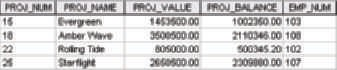 PROJ_NUM PROJ_NAME PROJ_VALUE PROJ_BALANCE EMP_NUM
15 Evergreen 1453500.00 1002350.00 103
18 Amber Wave 3500500.00 2110346.00 108
22 Rolling Tide 805000.00 500345.20 102
25 Starflight 2650500.00 2309880.00 107